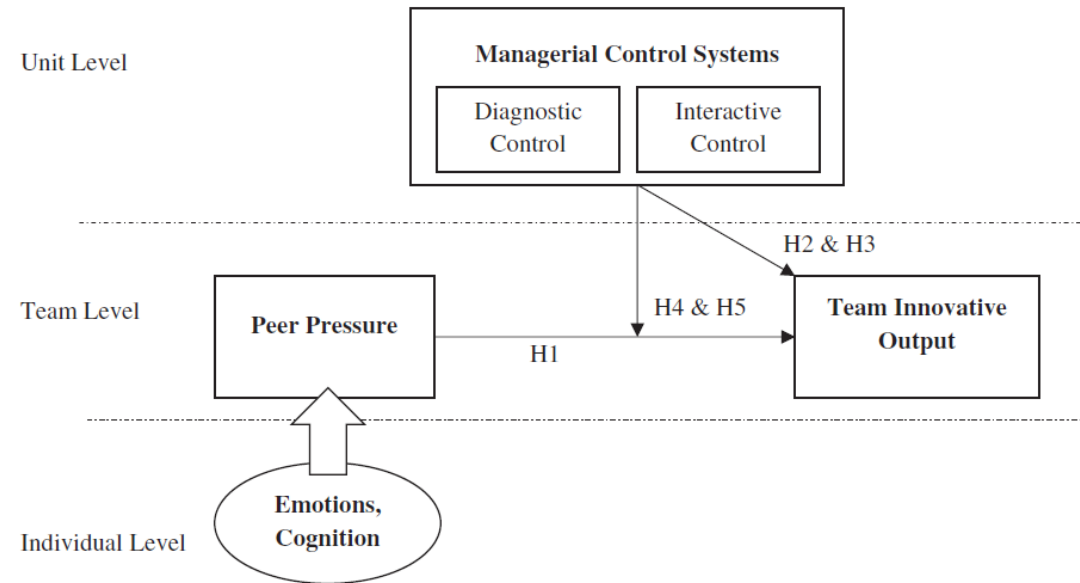 Unit Level
Managerial Control Systems
Diagnostic
Control
Interactive
Control
H2 & H3
Team Level
Peer Pressure
H4 & H5
H1
Team Innovative
Output
Emotions,
Cognition
Individual Level